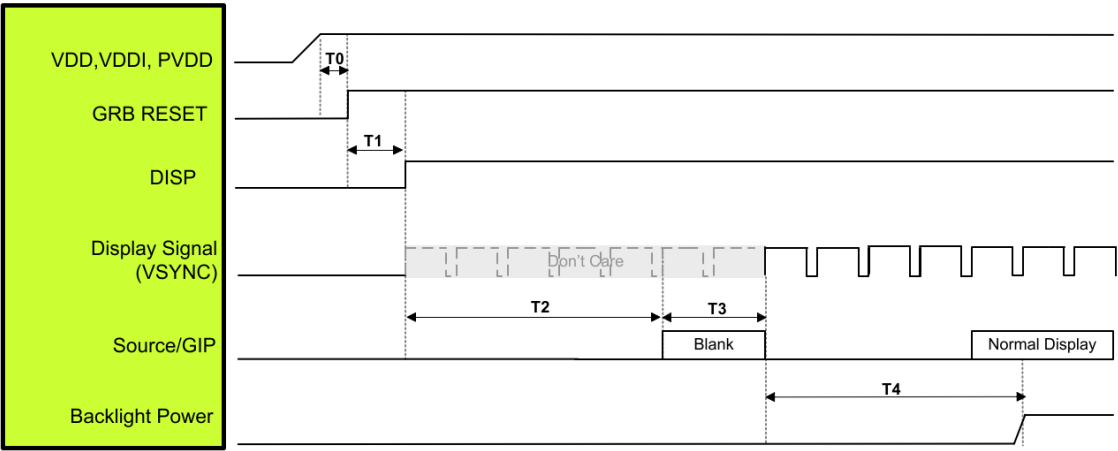 VDD,VDDI, PVDD
T0
GRB RESET
T1
DISP
Display Signal
(VSYNC)
Don't Care
T2
T3
Source/GIP
Blank
Normal Display
T4
Backlight Power